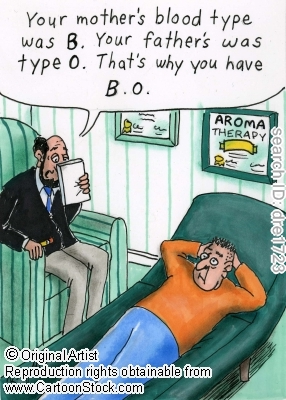 Your mother's blood type
was B. Your father's was
type O. That's why you have
B.O.
AROMA
THERAPY
search ID: drei1723
© Original Artist
Reproduction rights obtainable from
www.CartoonStock.com